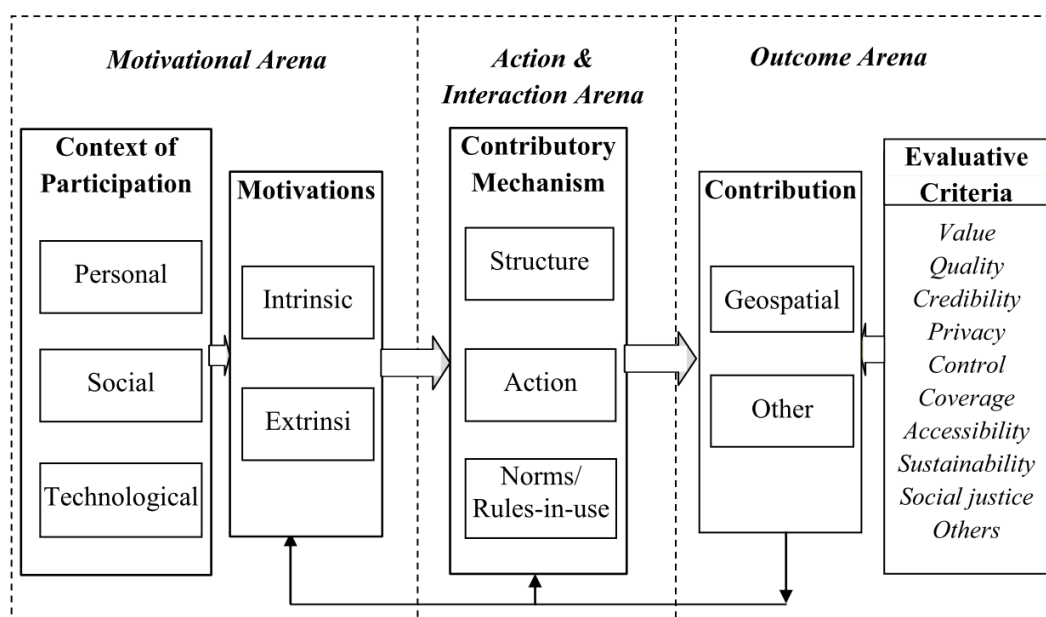 Motivational Arena
Action &
Interaction Arena
Outcome Arena
Context of
Participation
Personal
Social
Technological
Motivations
Intrinsic
Extrinsi
Contributory
Mechanism
Structure
Action
Norms/
Rules-in-use
Contribution
Geospatial
Other
Evaluative
Criteria
Value
Quality
Credibility
Privacy
Control
Coverage
Accessibility
Sustainability
Social justice
Others